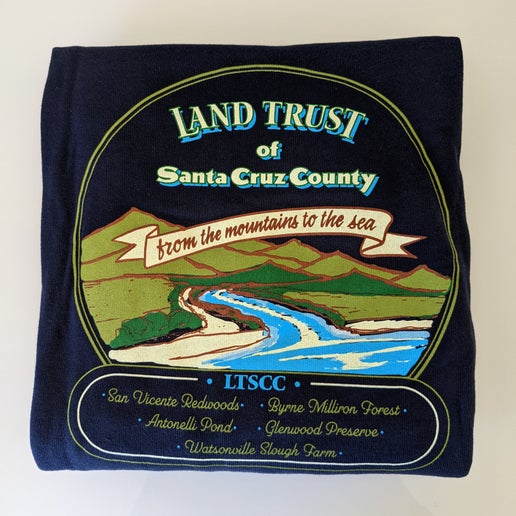 LAND TRUST
of
Santa Cruz County
from the mountains to the sea
· LTSCC ·
· San Vicente Redwoods · Byrne Milliron Forest ·
· Antonelli Pond · Glenwood Preserve ·
· Watsonville Slough Farm ·